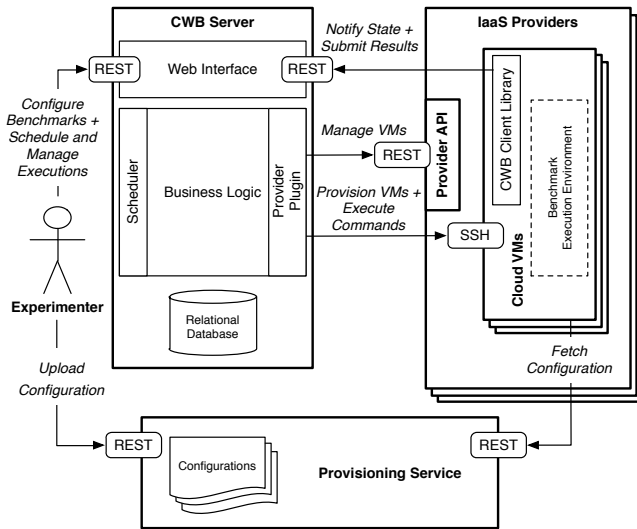 CWB Server
IaaS Providers
Notify State +
Submit Results
REST
Web Interface
REST
Configure
Benchmarks +
Schedule and
Manage
Executions
Scheduler
Business Logic
Provider
Plugin
Manage VMs
REST
Provider API
CWB Client Library
Benchmark
Execution Environment
Provision VMs +
Execute
Commands
SSH
Cloud VMs
Experimenter
Relational
Database
Upload
Configuration
Fetch
Configuration
REST
Configurations
Provisioning Service
REST